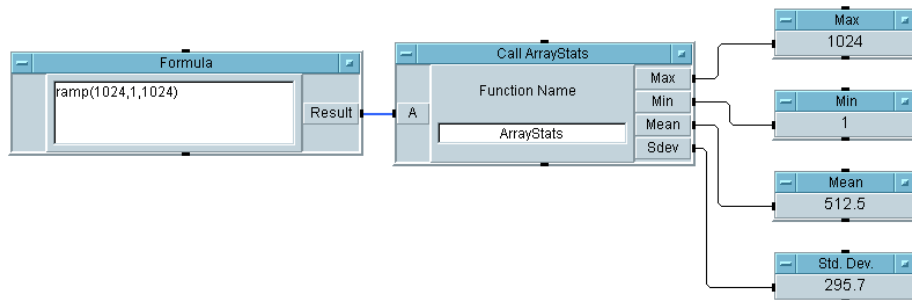 Formula
ramp(1024,1,1024)
Result
Call ArrayStats
A
Function Name
ArrayStats
Max
Min
Mean
Sdev
Max
1024
Min
1
Mean
512.5
Std. Dev.
295.7